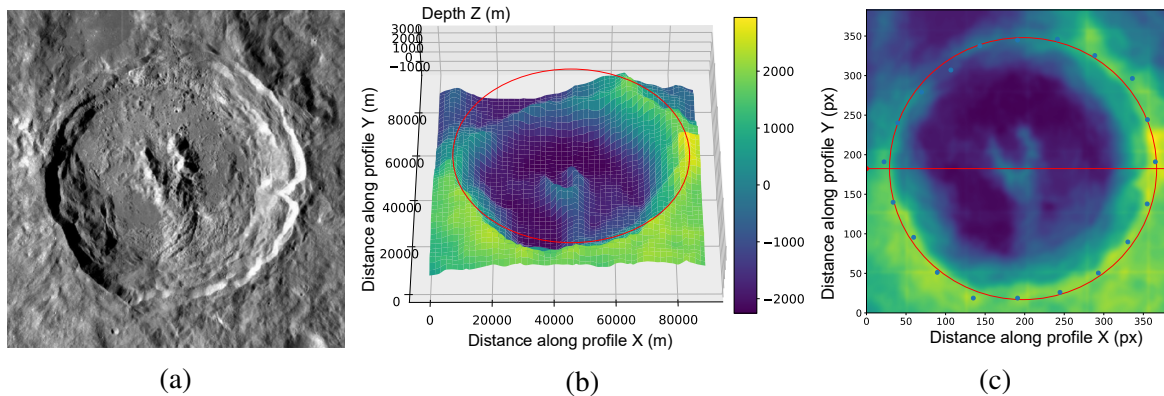 Depth Z (m)
3000
2000
1000
0
−1000
80000
60000
40000
20000
0
Distance along profile Y (m)
0 20000 40000 60000 80000
Distance along profile X (m)
2000
1000
0
−1000
−2000
350
300
250
200
150
100
50
0
Distance along profile Y (px)
0 50 100 150 200 250 300 350
Distance along profile X (px)
(a) (b) (c)